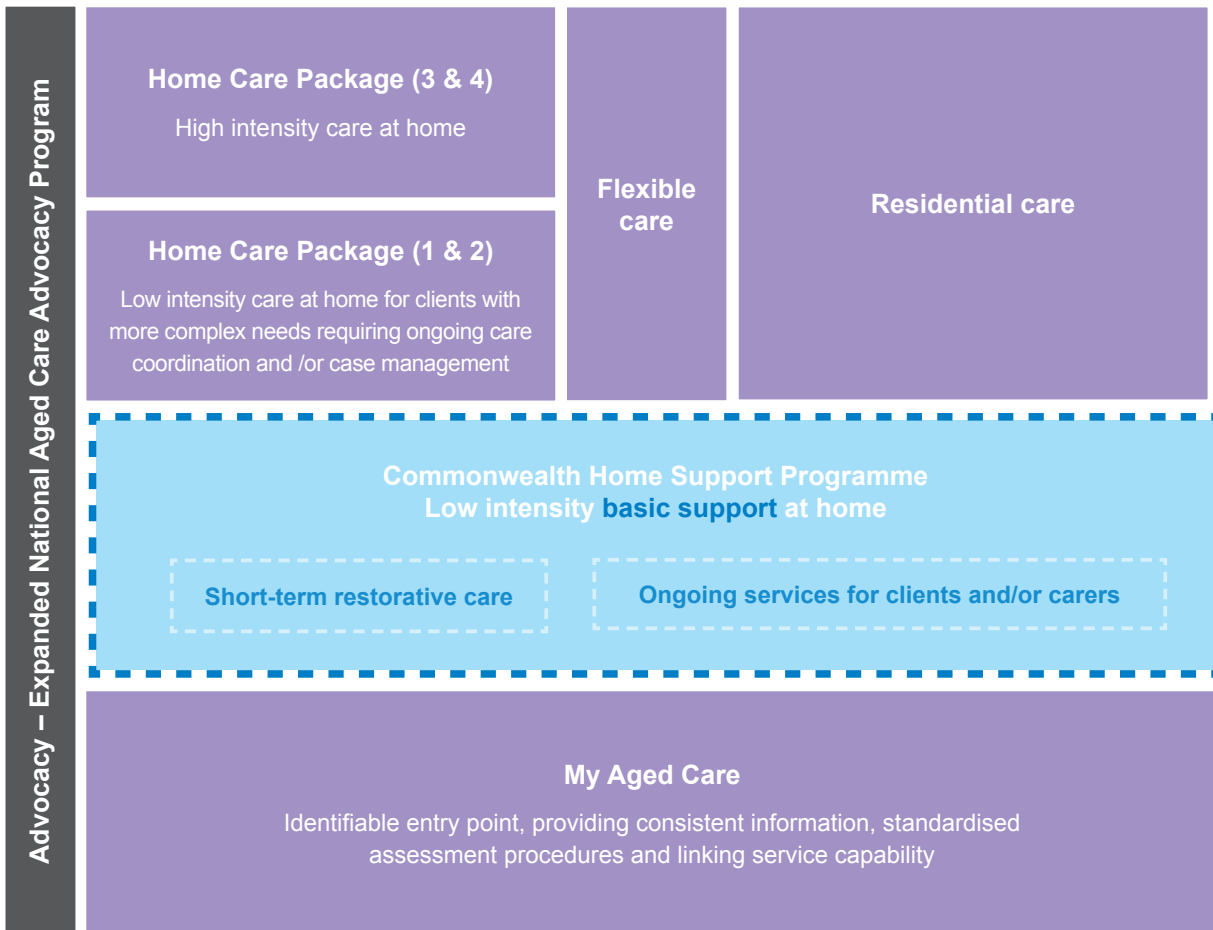 Advocacy – Expanded National Aged Care Advocacy Program
Home Care Package (3 & 4)
High intensity care at home
Home Care Package (1 & 2)
Low intensity care at home for clients with
more complex needs requiring ongoing care
coordination and /or case management
Flexible
care
Residential care
Commonwealth Home Support Programme
Low intensity basic support at home
Short-term restorative care
Ongoing services for clients and/or carers
My Aged Care
Identifiable entry point, providing consistent information, standardised
assessment procedures and linking service capability